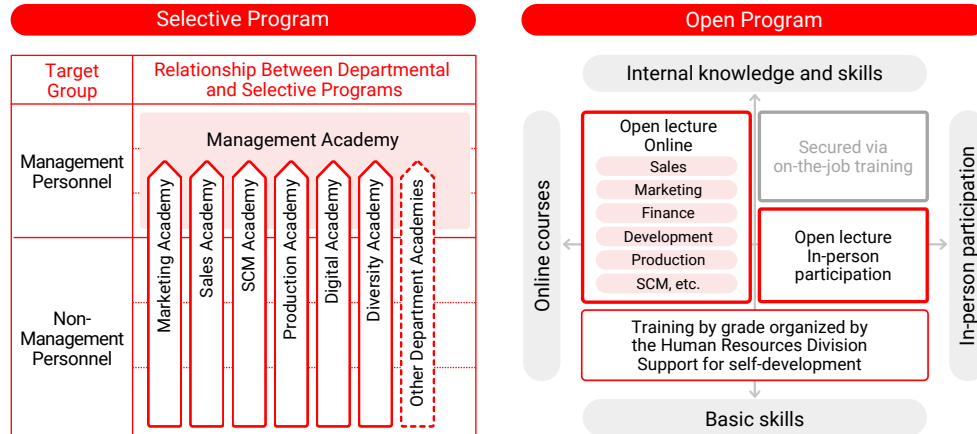 Selective Program
Target
Group
Relationship Between Departmental
and Selective Programs
Management
Personnel
Management Academy
Non-
Management
Personnel
Marketing Academy
Sales Academy
SCM Academy
Production Academy
Digital Academy
Diversity Academy
Other Department Academies
Open Program
Internal knowledge and skills
Online courses
Open lecture
Online
Sales
Marketing
Finance
Development
Production
SCM, etc.
Secured via
on-the-job training
Open lecture
In-person
participation
In-person participation
Training by grade organized by
the Human Resources Division
Support for self-development
Basic skills